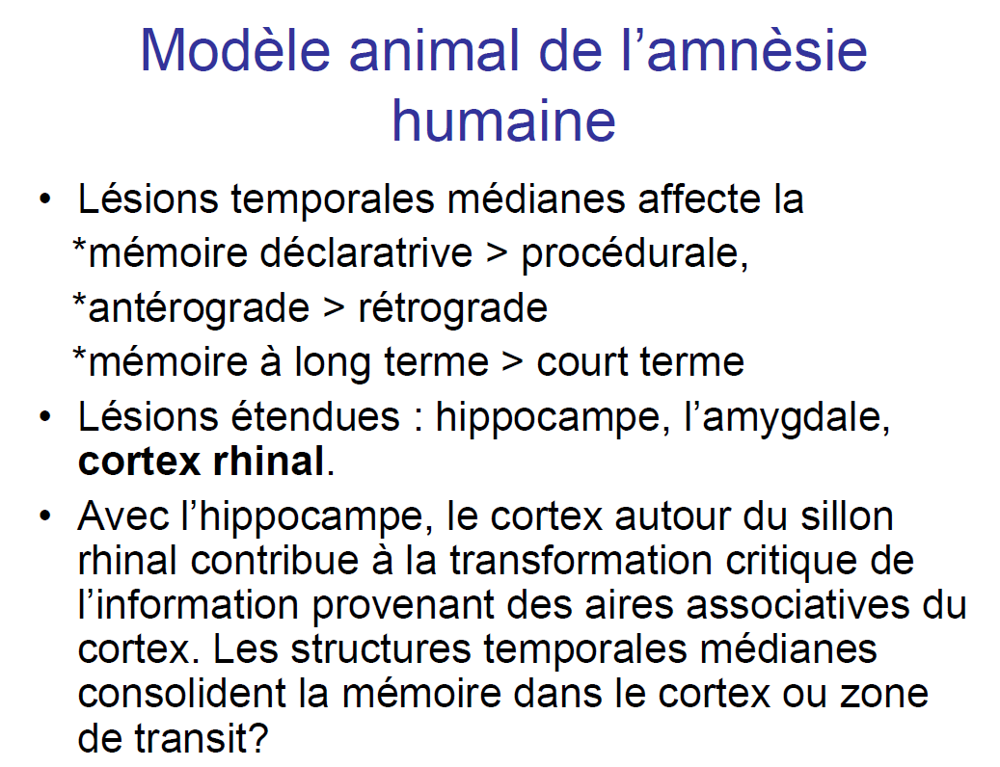 Modèle animal de l’amnèsie
humaine
• Lésions temporales médianes affecte la
*mémoire déclaratrive > procédurale,
*antérograde > rétrograde
*mémoire à long terme > court terme
• Lésions étendues : hippocampe, l’amygdale,
cortex rhinal.
• Avec l’hippocampe, le cortex autour du sillon
rhinal contribue à la transformation critique de
l’information provenant des aires associatives du
cortex. Les structures temporales médianes
consolident la mémoire dans le cortex ou zone
de transit?